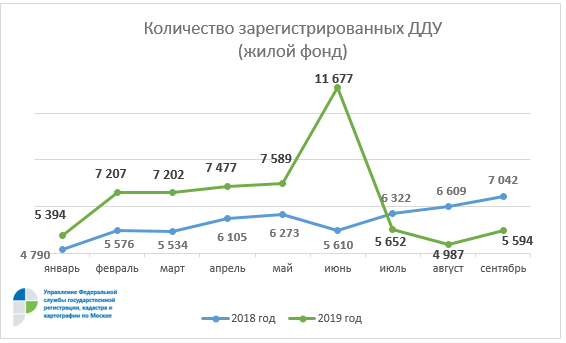 Количество зарегистрированных ДДУ
(жилой фонд)
11 677
7 207
7 202
7 477
7 589
5 394
6 322
6 609
7 042
4 790
5 576
5 534
6 105
6 273
5 610
5 652
4 987
5 594
январь
февраль
март
апрель
май
июнь
июль
август
сентябрь
Управление Федеральной
службы государственной
регистрации, кадастра и
картографии по Москве
2018 год
2019 год